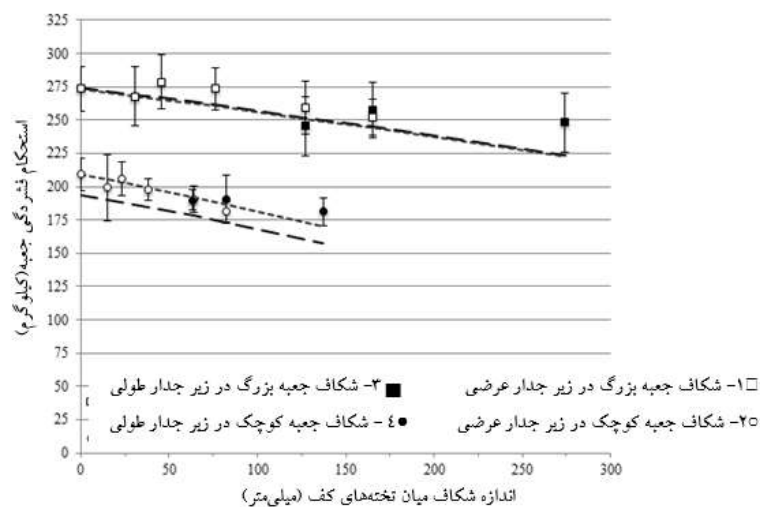 325
300
275
250
225
200
175
150
125
100
75
50
25
0
استحکام فشردگی جعبه(کیلوگرم)
۱- شکاف جعبه بزرگ در زیر جدار عرضی
۳- شکاف جعبه بزرگ در زیر جدار طولی
۲- شکاف جعبه کوچک در زیر جدار عرضی
٤ - شکاف جعبه کوچک در زیر جدار طولی
0 50 100 150 200 250 300
اندازه شکاف میان تخته‌های کف (میلی‌متر)